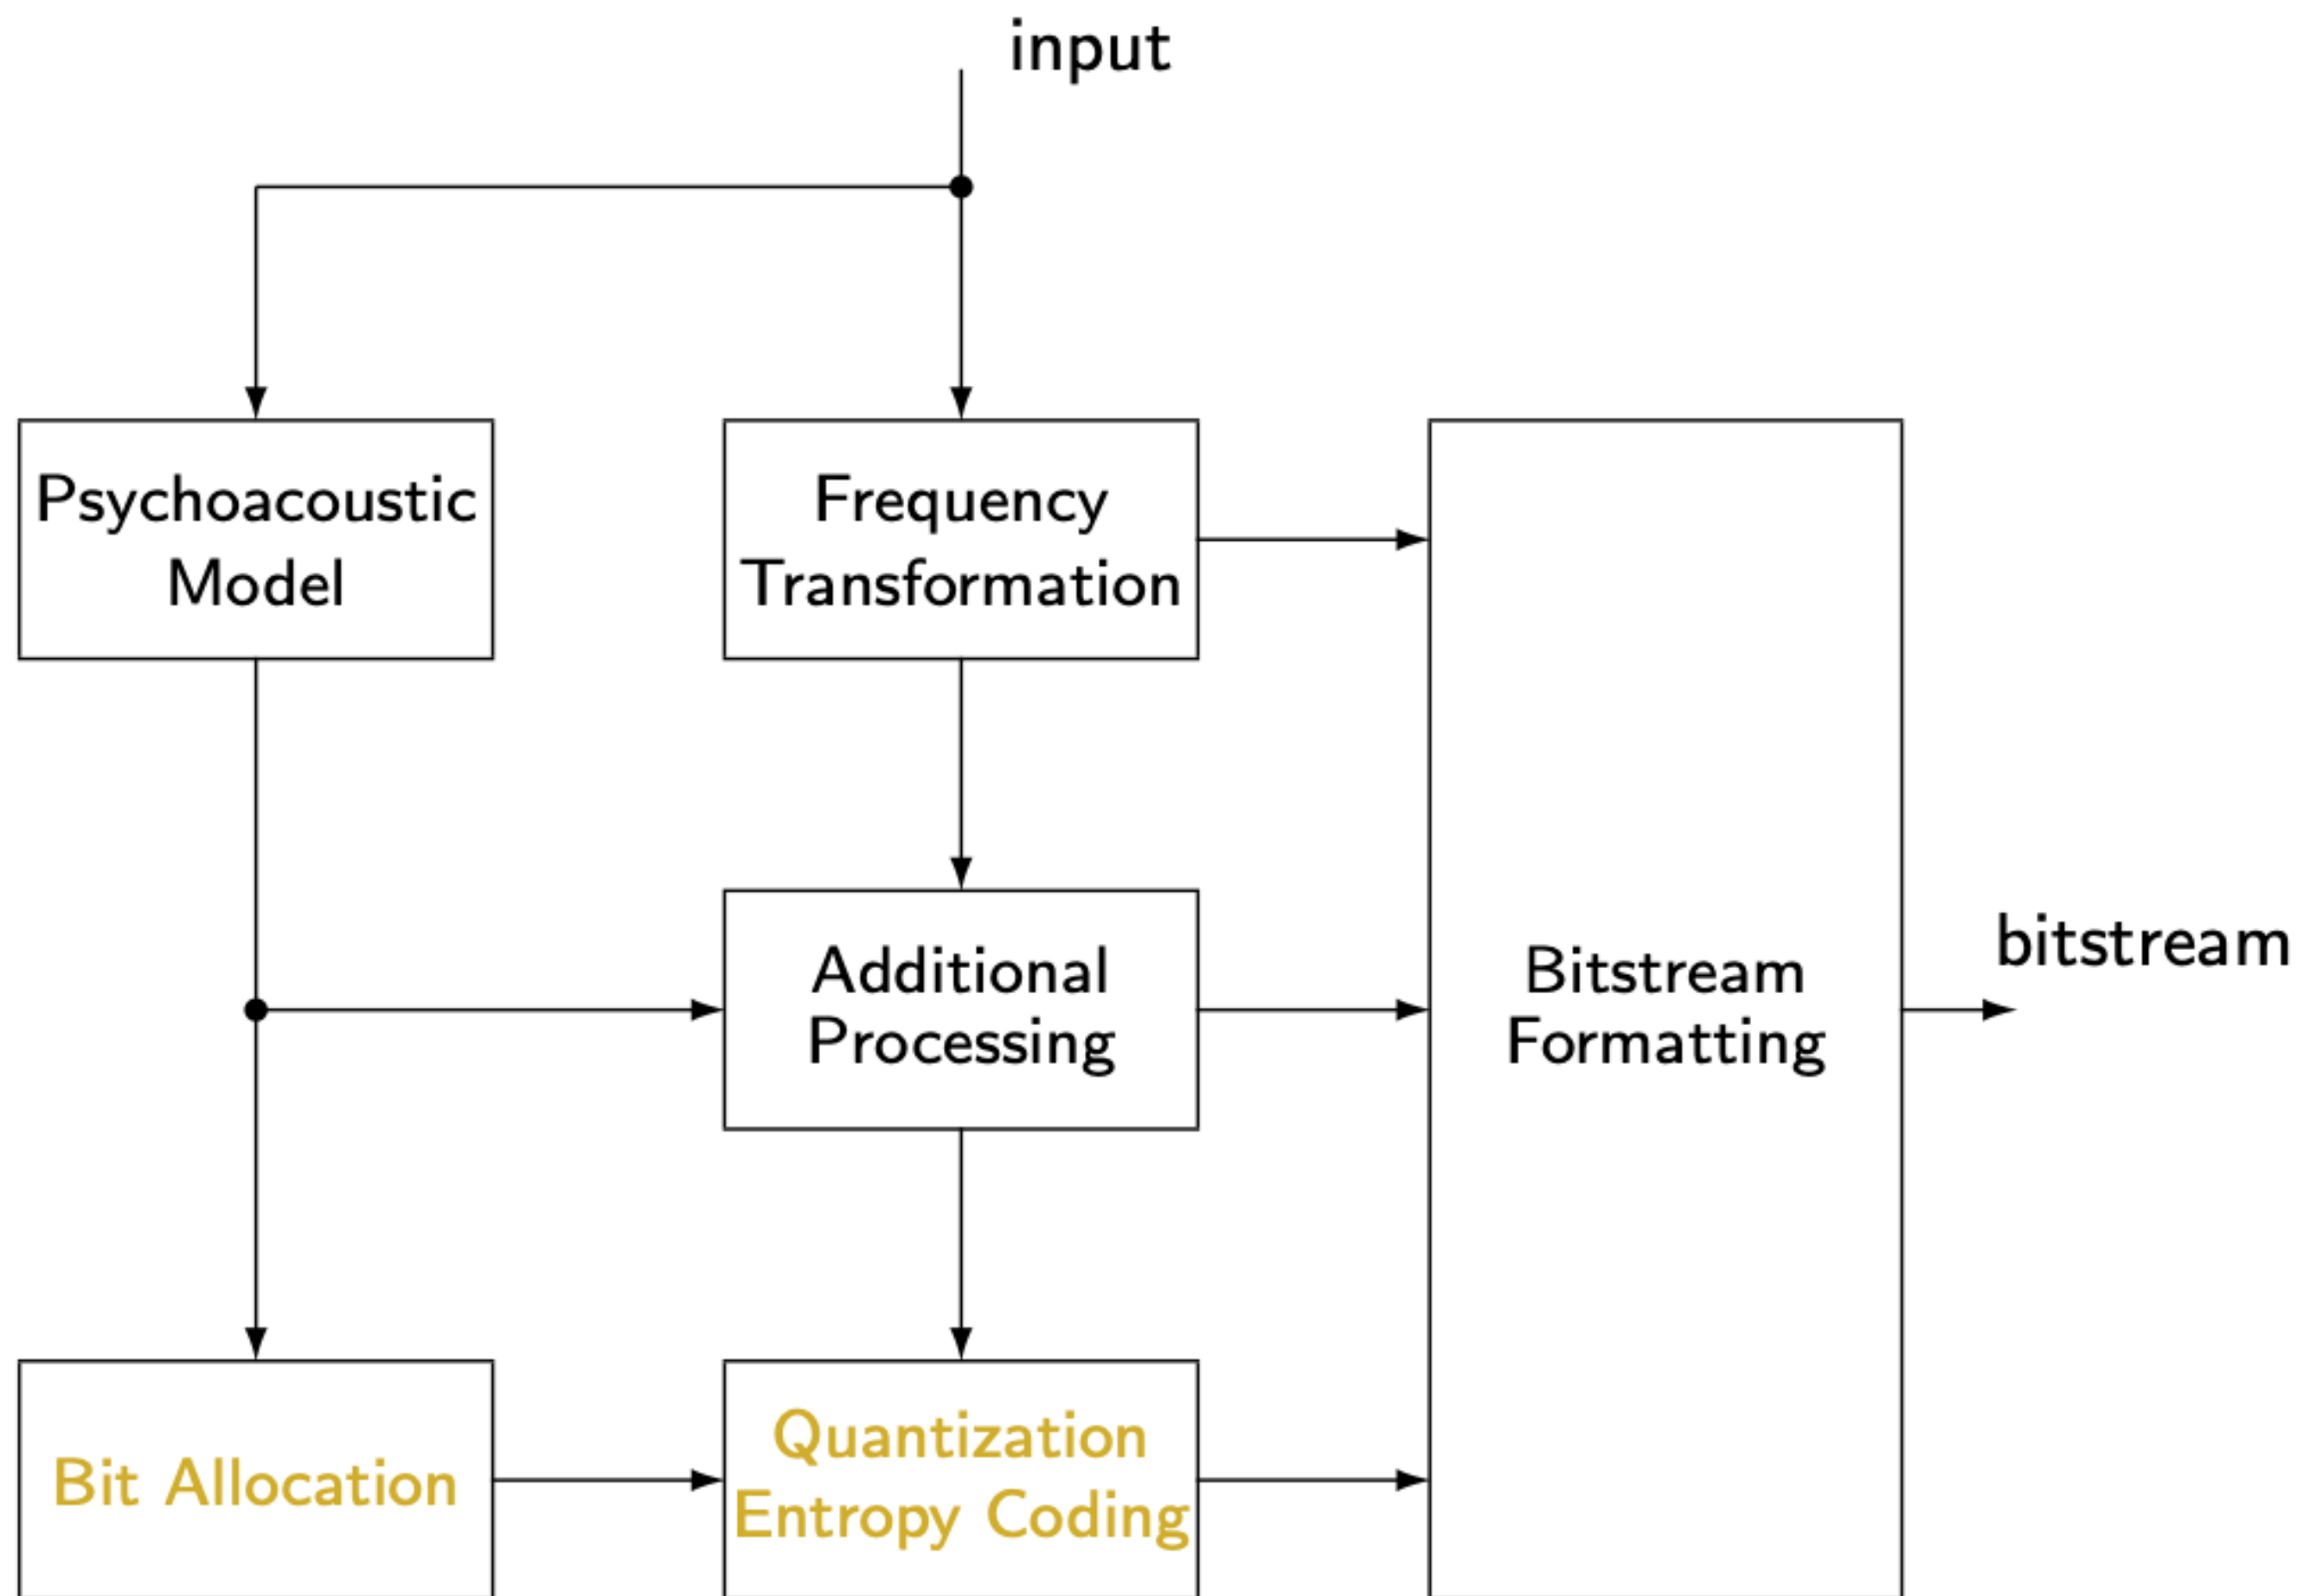 input
Psychoacoustic
Model
Frequency
Transformation
Additional
Processing
Bitstream
Formatting
bitstream
Bit Allocation
Quantization
Entropy Coding